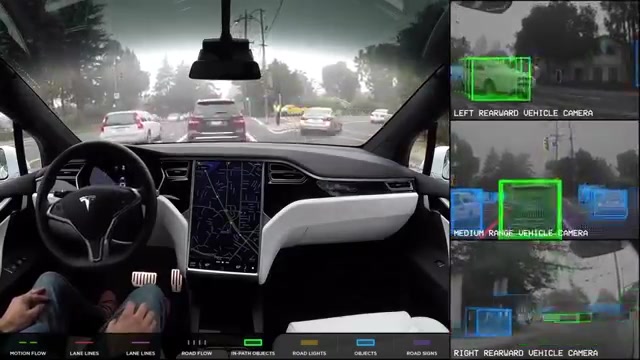 LEFT REARWARD VEHICLE CAMERA
MEDIUM RANGE VEHICLE CAMERA
RIGHT REARWARD VEHICLE CAMERA
MOTION FLOW
LANE LINES
LANE LINES
ROAD FLOW
IN-PATH OBJECTS
ROAD LIGHTS
OBJECTS
ROAD SIGNS